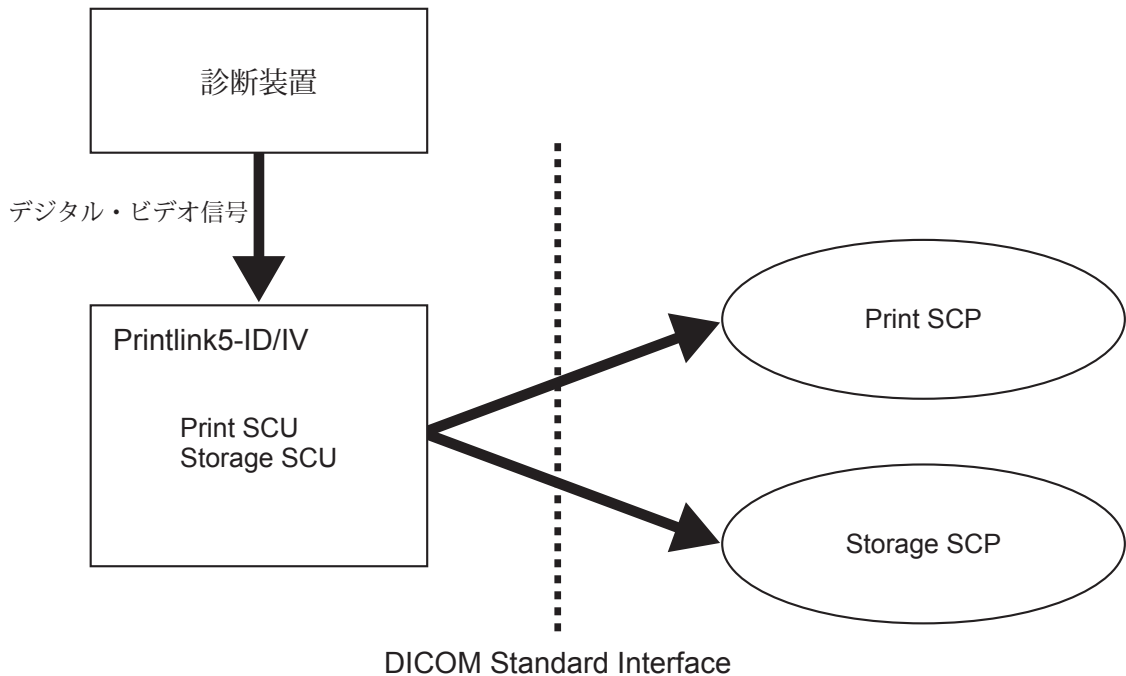 診断装置
デジタル・ビデオ信号
Printlink5-ID/IV
Print SCU
Storage SCU
Print SCP
Storage SCP
DICOM Standard Interface